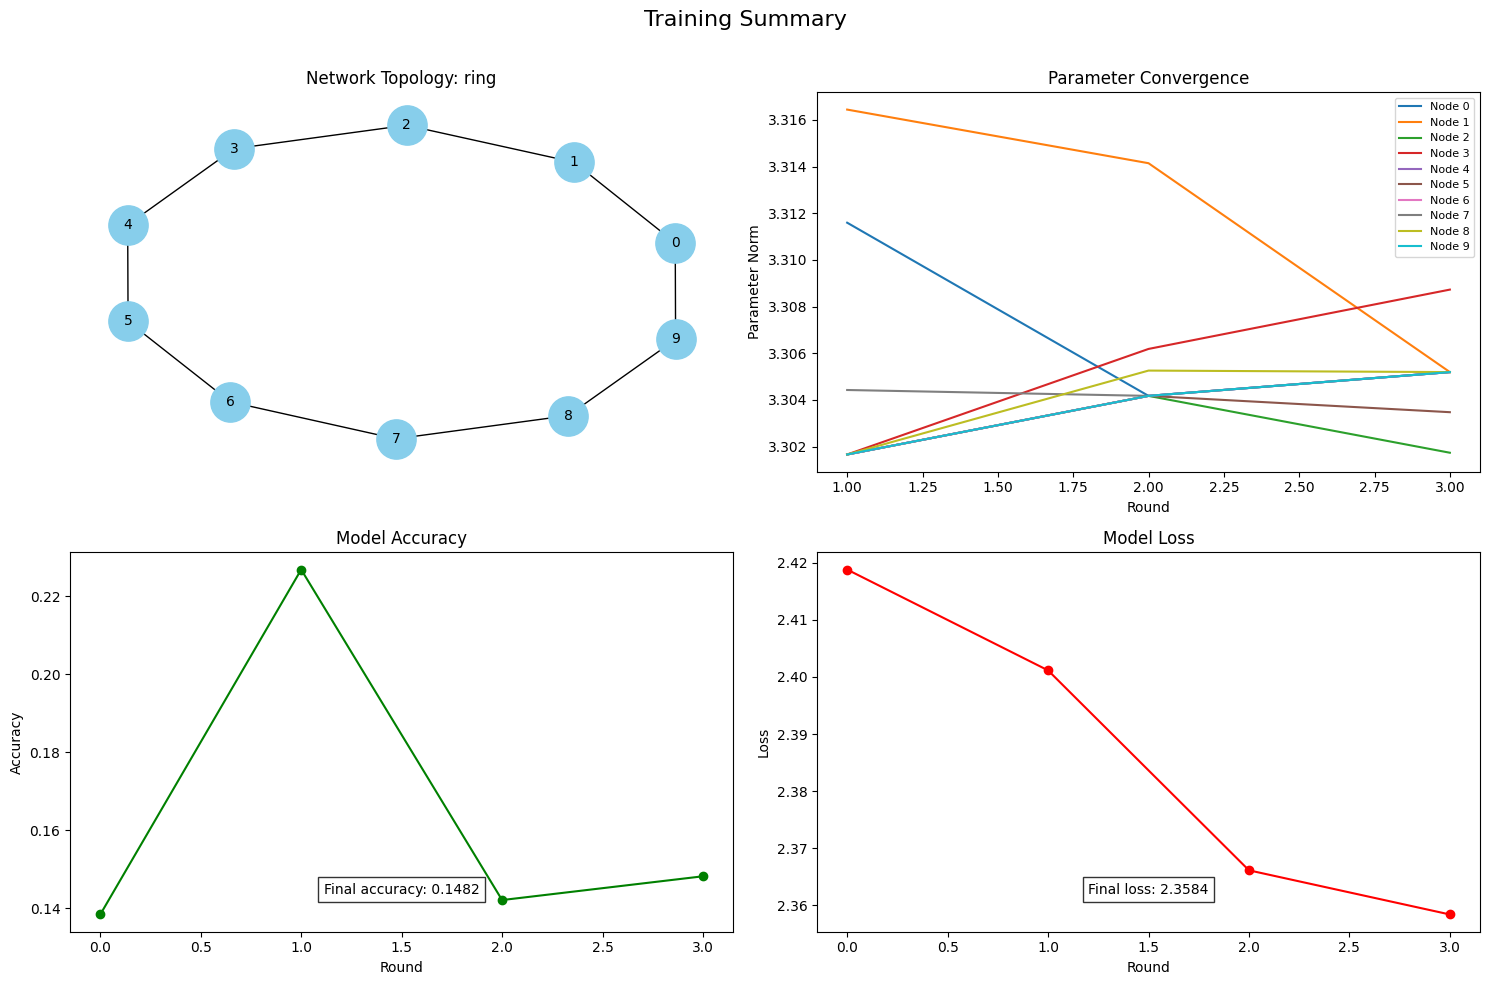 Training Summary
Network Topology: ring
2
3
1
4
0
5
9
6
8
7
Parameter Convergence
Parameter Norm
3.316
3.314
3.312
3.310
3.308
3.306
3.304
3.302
Node 0
Node 1
Node 2
Node 3
Node 4
Node 5
Node 6
Node 7
Node 8
Node 9
1.00 1.25 1.50 1.75 2.00 2.25 2.50 2.75 3.00
Round
Model Accuracy
Accuracy
0.22
0.20
0.18
0.16
0.14
Final accuracy: 0.1482
0.0 0.5 1.0 1.5 2.0 2.5 3.0
Round
Model Loss
Loss
2.42
2.41
2.40
2.39
2.38
2.37
2.36
Final loss: 2.3584
0.0 0.5 1.0 1.5 2.0 2.5 3.0
Round